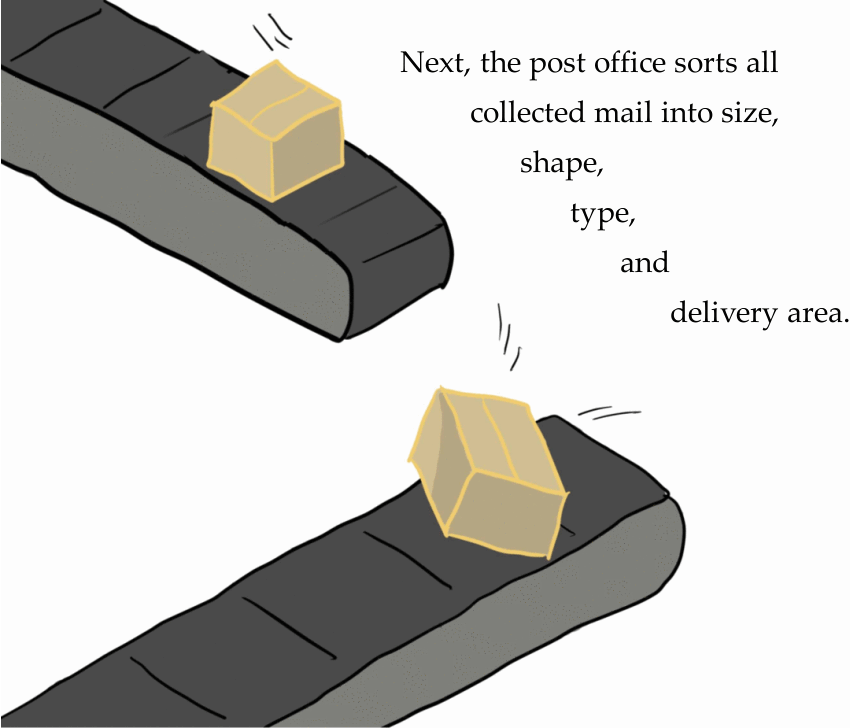 Next, the post office sorts all
collected mail into size,
shape,
type,
and
delivery area.